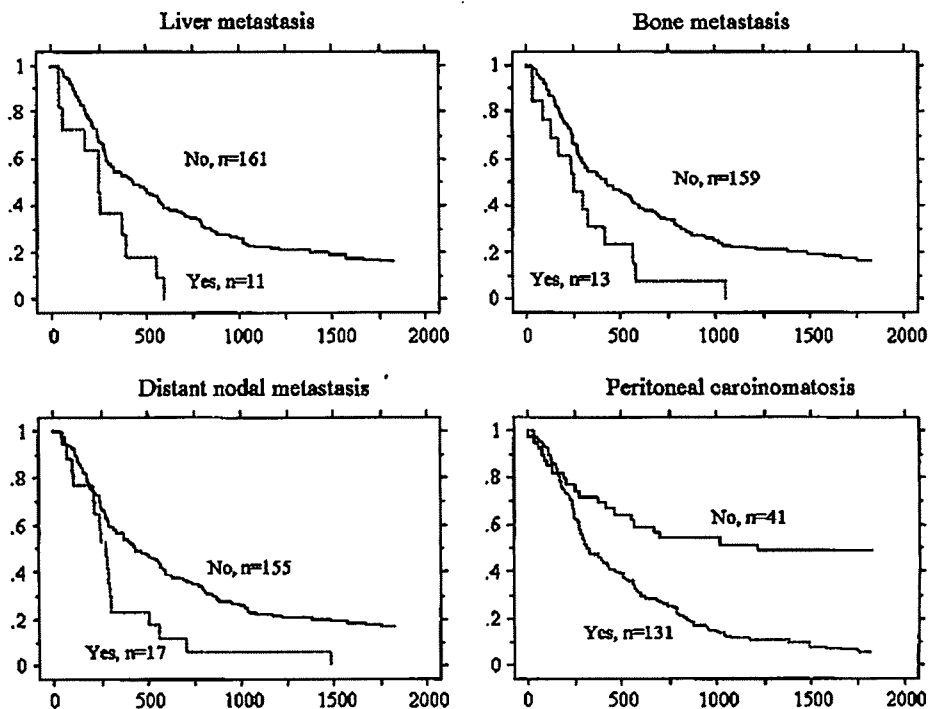 Liver metastasis
1
.8
.6
.4
.2
0
No, n=161
Yes, n=11
0 500 1000 1500 2000
Bone metastasis
1
.8
.6
.4
.2
0
No, n=159
Yes, n=13
0 500 1000 1500 2000
Distant nodal metastasis
1
.8
.6
.4
.2
0
No, n=155
Yes, n=17
0 500 1000 1500 2000
Peritoneal carcinomatosis
1
.8
.6
.4
.2
0
No, n=41
Yes, n=131
0 500 1000 1500 2000